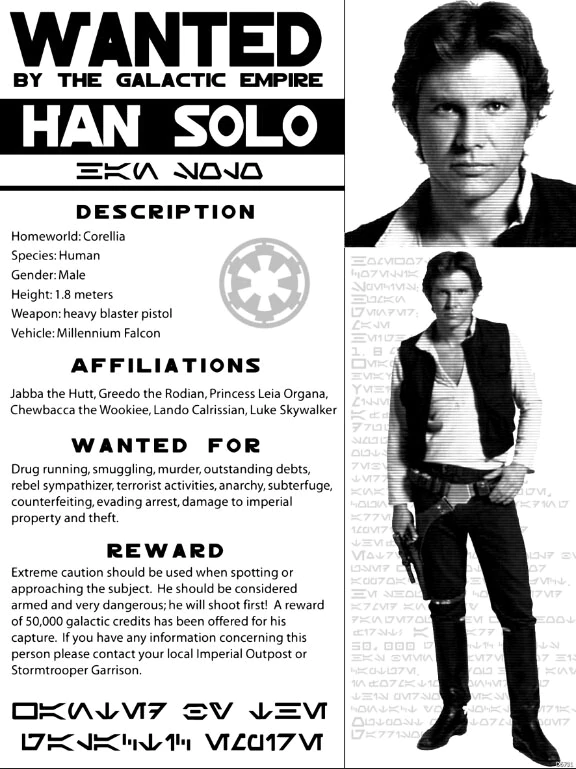 WANTED
BY THE GALACTIC EMPIRE
HAN SOLO
DESCRIPTION
Homeworld: Corellia
Species: Human
Gender: Male
Height: 1.8 meters
Weapon: heavy blaster pistol
Vehicle: Millennium Falcon
AFFILIATIONS
Jabba the Hutt, Greedo the Rodian, Princess Leia Organa,
Chewbacca the Wookiee, Lando Calrissian, Luke Skywalker
WANTED FOR
Drug running, smuggling, murder, outstanding debts,
rebel sympathizer, terrorist activities, anarchy, subterfuge,
counterfeiting, evading arrest, damage to imperial
property and theft.
REWARD
Extreme caution should be used when spotting or
approaching the subject. He should be considered
armed and very dangerous; he will shoot first! A reward
of 50,000 galactic credits has been offered for his
capture. If you have any information concerning this
person please contact your local Imperial Outpost or
Stormtrooper Garrison.
1. 8
50, 000